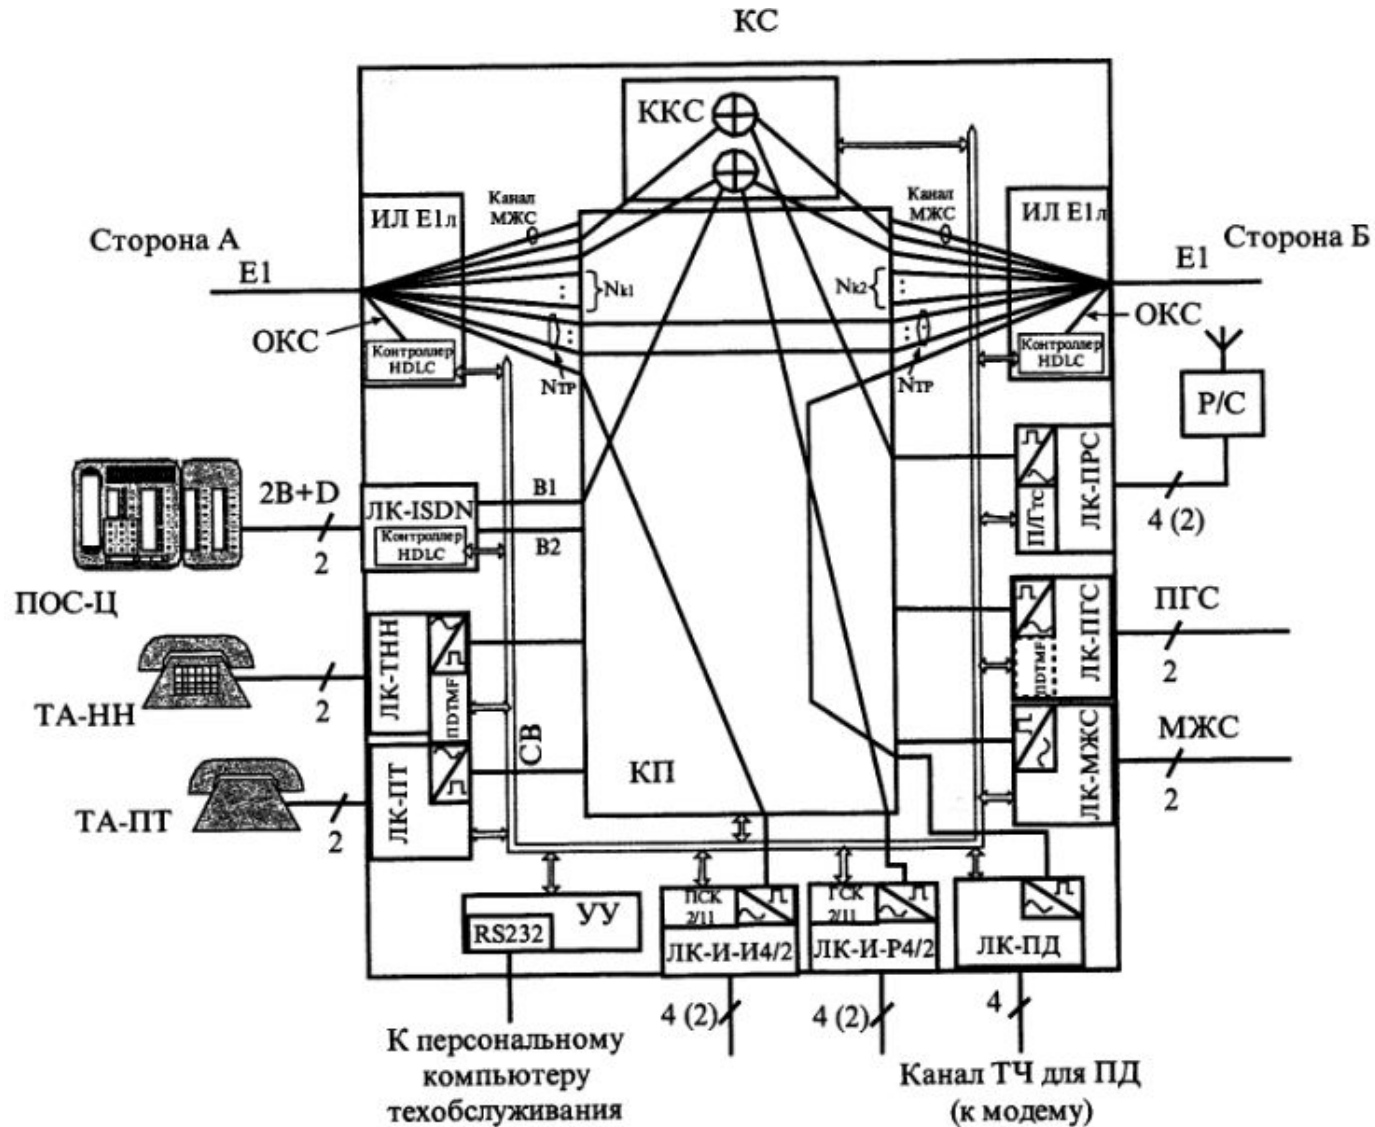 КС
ККС
Канал
МЖС
Канал
МЖС
ИЛ Е1л
ИЛ Е1л
Сторона А
Е1
Сторона Б
Е1
Nk1
Nk2
ОКС
ОКС
Контроллер
HDLC
Контроллер
HDLC
NТР
NТР
Р/С
2B+D
2
ЛК-ISDN
Контроллер
HDLC
B1
B2
П/ГТС
ЛК-ПРС
4 (2)
ПОС-Ц
ЛК-ТНН
ПDTMF
2
ТА-НН
ПDTMF
ЛК-ПГС
ПГС
2
СВ
КП
ЛК-МЖС
МЖС
2
ТА-ПТ
2
ЛК-ПТ
УУ
RS232
ПСК
2/11
ЛК-И-И4/2
ГСК
2/11
ЛК-И-Р4/2
ЛК-ПД
4 (2)
4 (2)
4
К персональному
компьютеру
техобслуживания
Канал ТЧ для ПД
(к модему)